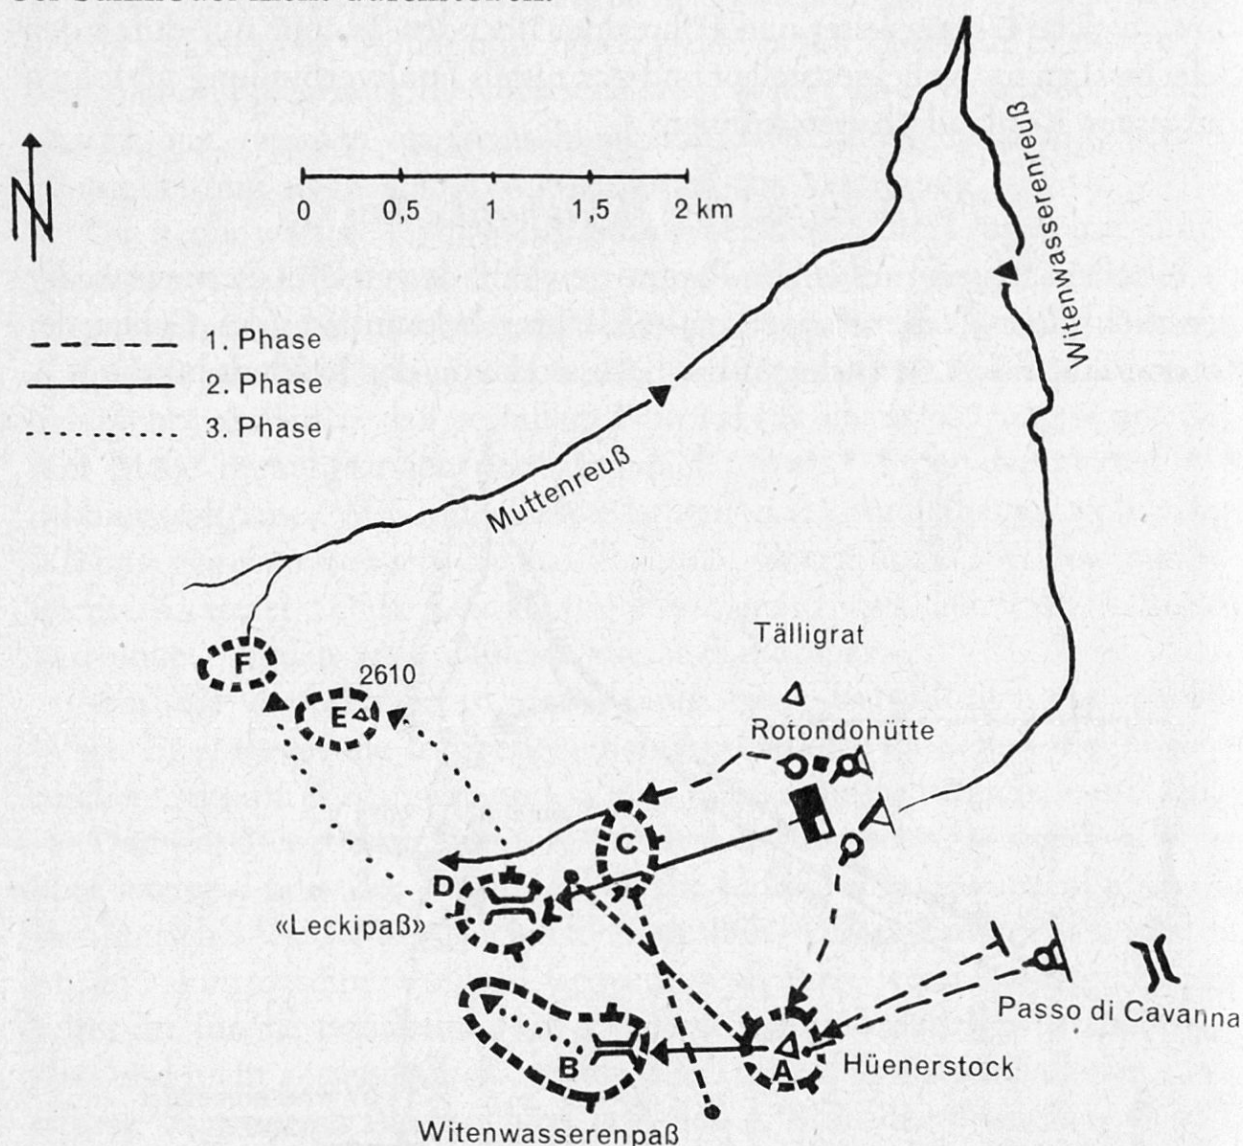 N
0 0,5 1 1,5 2 km
Witenwasserenreuß
1. Phase
2. Phase
3. Phase
Muttenreuß
Tälligrat
F
2610
E
Rotondohütte
C
D
«Leckipaß»
Passo di Cavanna
B
A
Hüenerstock
Witenwasserenpaß